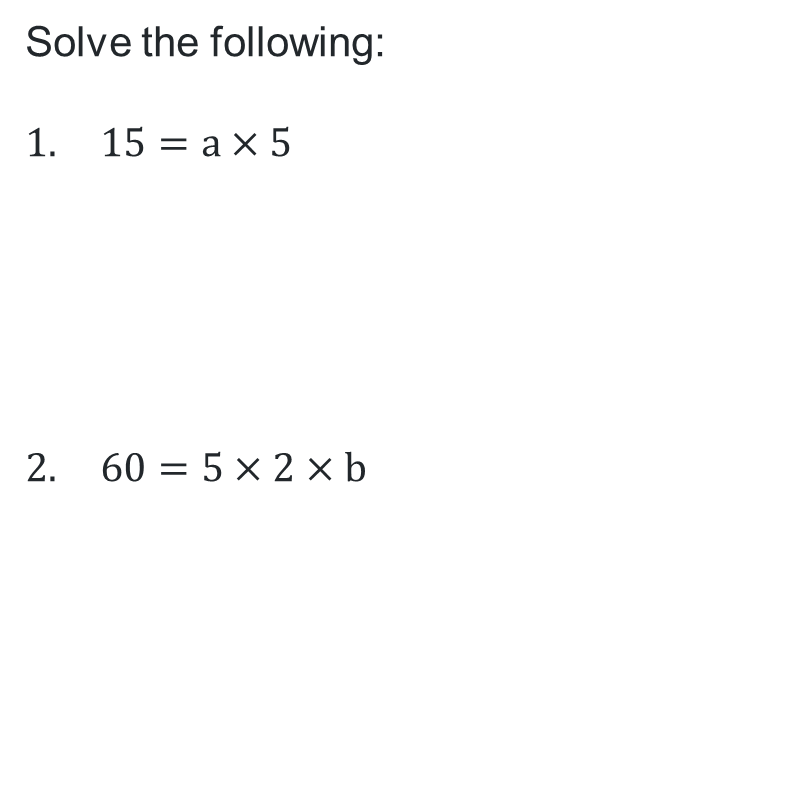 Solve the following:
1. 15 = a × 5
2. 60 = 5 × 2 × b